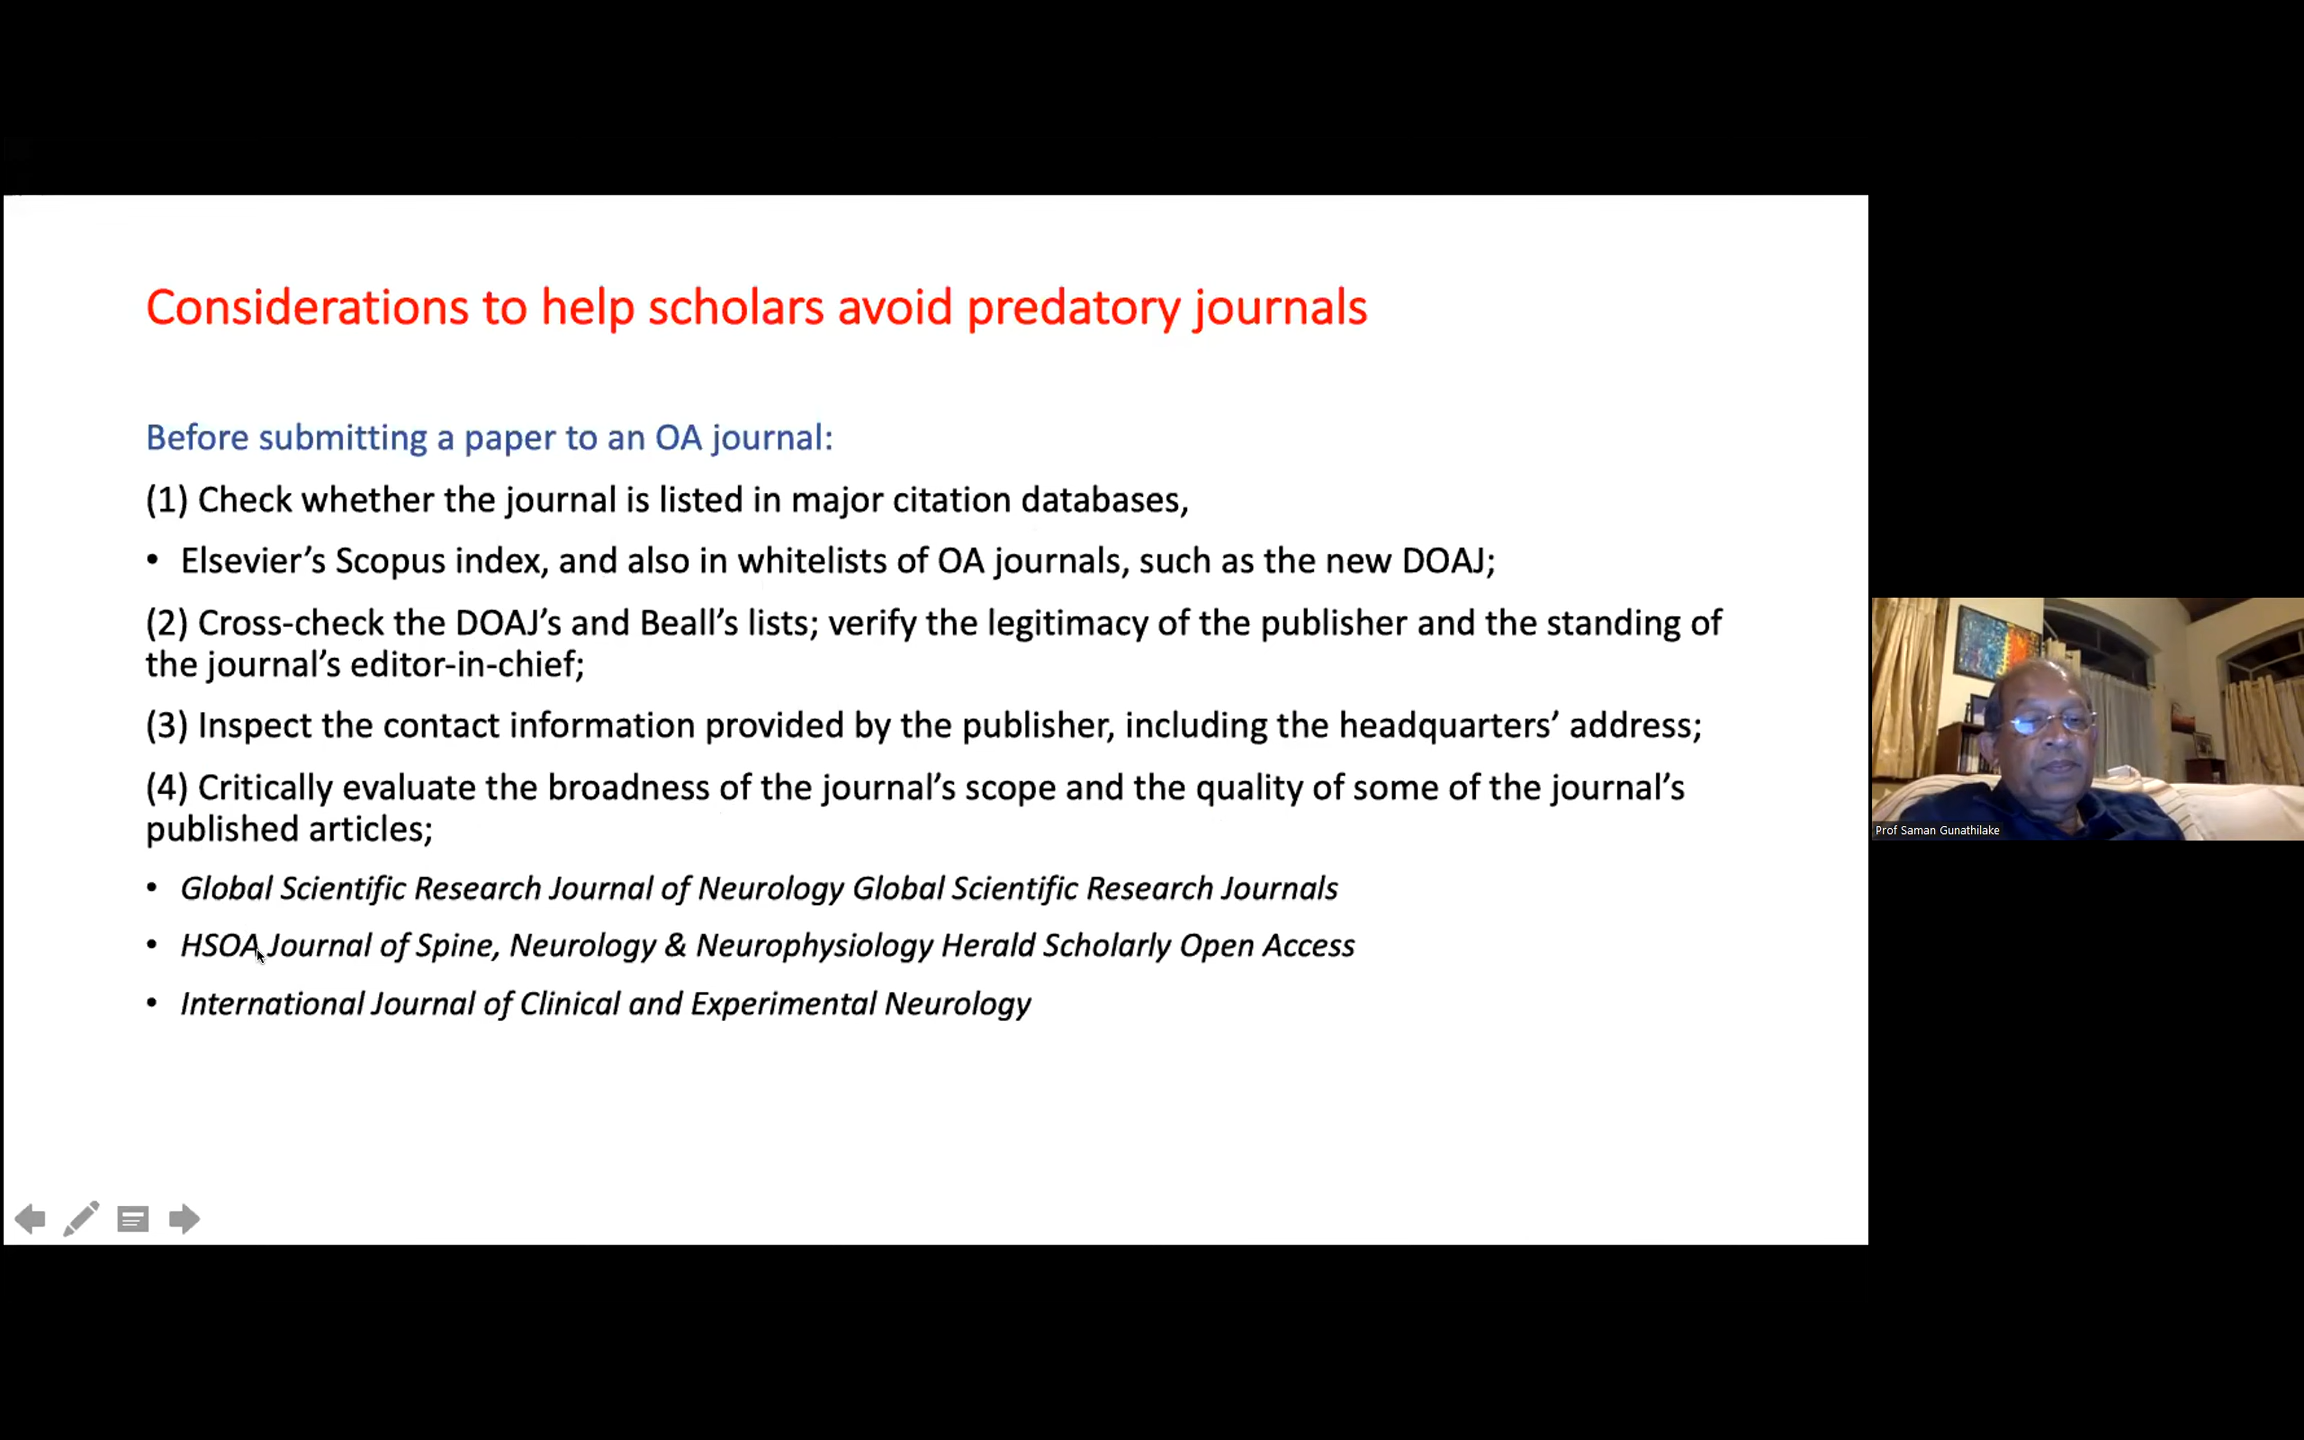 Considerations to help scholars avoid predatory journals
Before submitting a paper to an OA journal:
(1) Check whether the journal is listed in major citation databases,
• Elsevier’s Scopus index, and also in whitelists of OA journals, such as the new DOAJ;
(2) Cross-check the DOAJ’s and Beall’s lists; verify the legitimacy of the publisher and the standing of
the journal’s editor-in-chief;
(3) Inspect the contact information provided by the publisher, including the headquarters’ address;
(4) Critically evaluate the broadness of the journal’s scope and the quality of some of the journal’s
published articles;
• Global Scientific Research Journal of Neurology Global Scientific Research Journals
• HSOA Journal of Spine, Neurology & Neurophysiology Herald Scholarly Open Access
• International Journal of Clinical and Experimental Neurology
Prof Saman Gunathilake